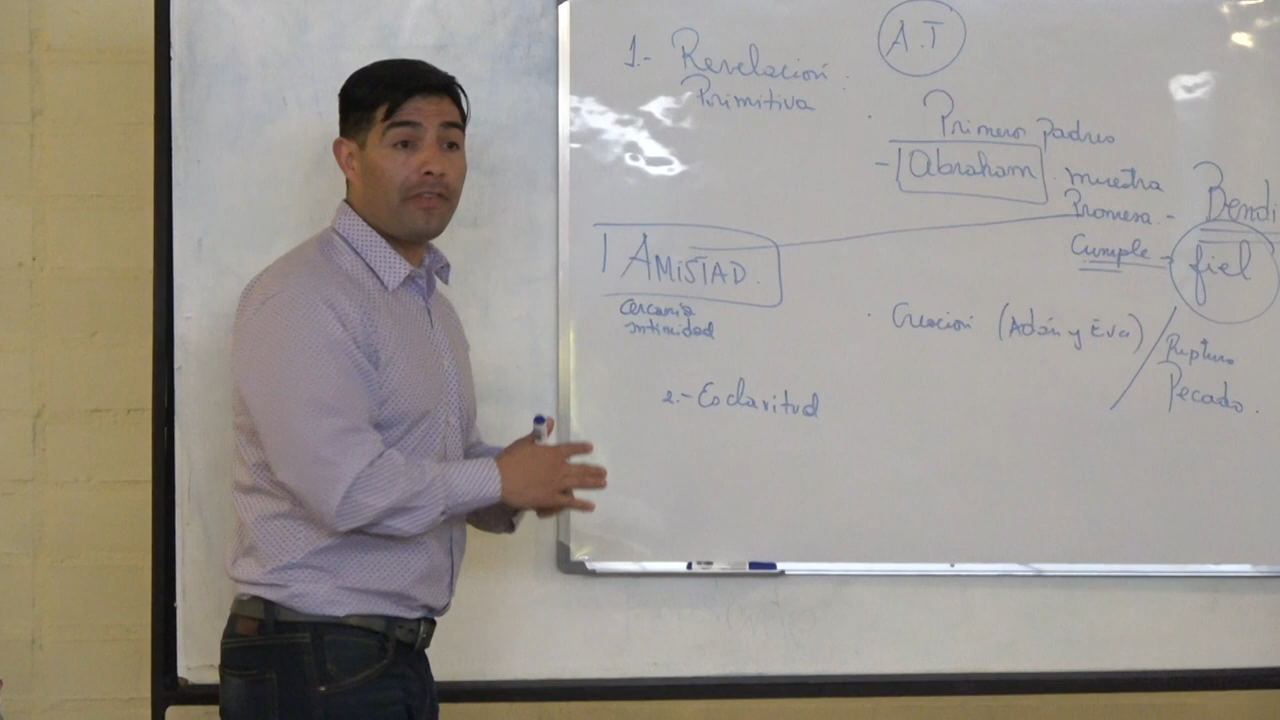 A.T
1.- Revelación
Primitiva
Primeros padres
- Abraham
muestra
Promesa - Bendi
Cumple - fiel
1 AMISTAD.
cercanía
intimidad
Creación (Adán y Eva)
Ruptura
Pecado.
2.- Esclavitud